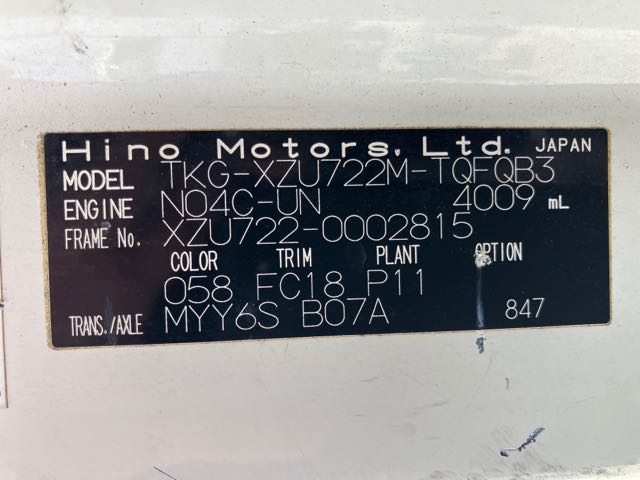 Hino Motors, Ltd. JAPAN
MODEL TKG-XZU722M-TQFQB3
ENGINE N04C-UN 4009 mL
FRAME No. XZU722-0002815
COLOR TRIM PLANT OPTION
058 FC18 P11
TRANS./AXLE MYY6S B07A 847